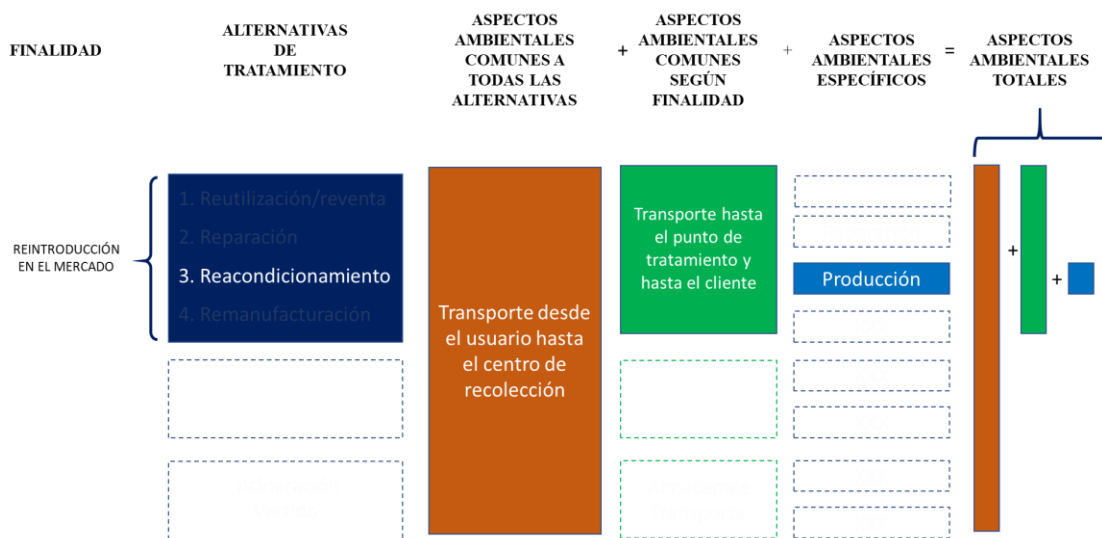 FINALIDAD
ALTERNATIVAS
DE
TRATAMIENTO
ASPECTOS
AMBIENTALES
COMUNES A
TODAS LAS
ALTERNATIVAS
+
ASPECTOS
AMBIENTALES
COMUNES
SEGÚN
FINALIDAD
+
ASPECTOS
AMBIENTALES
ESPECÍFICOS
=
ASPECTOS
AMBIENTALES
TOTALES
REINTRODUCCIÓN
EN EL MERCADO
1. Reutilización/reventa
2. Reparación
3. Reacondicionamiento
4. Remanufacturación
Transporte desde
el usuario hasta
el centro de
recolección
Transporte hasta
el punto de
tratamiento y
hasta el cliente
Producción
+
+